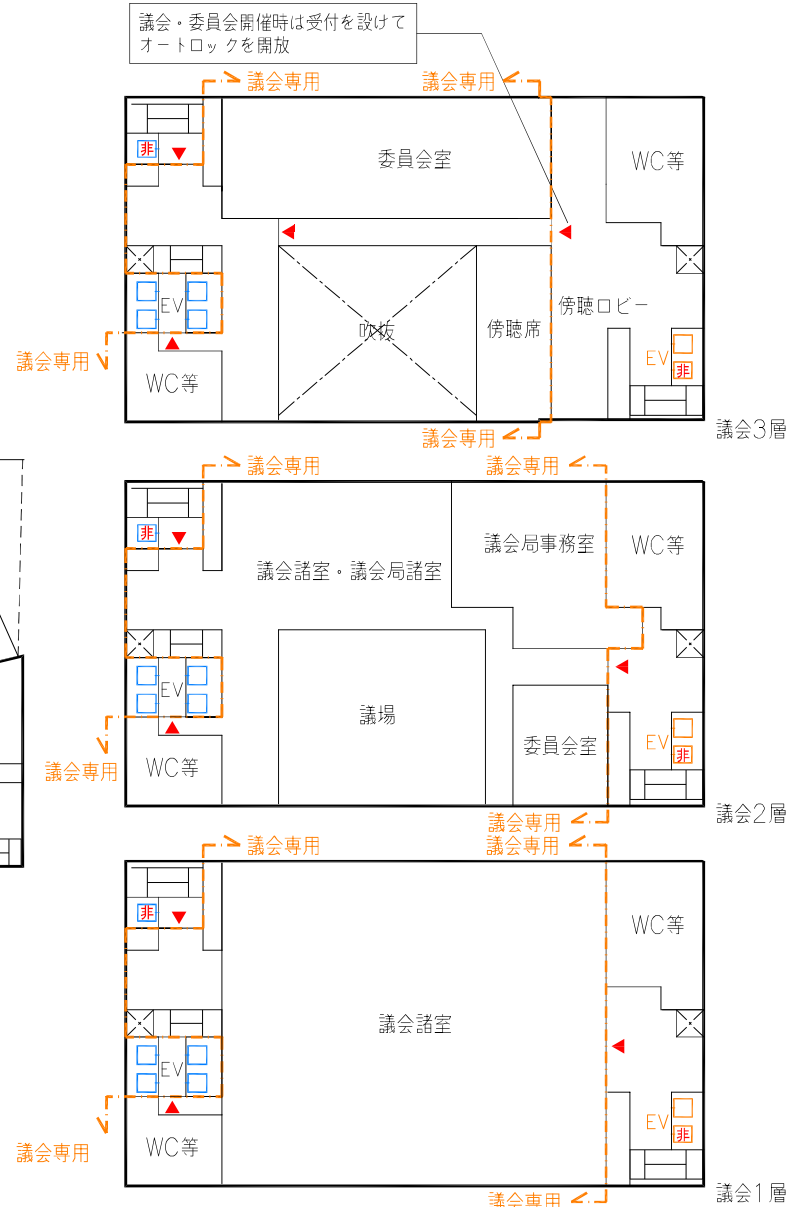 議会・委員会開催時は受付を設けて
オートロックを開放
議会専用
議会専用
非
委員会室
WC等
EV
吹抜
傍聴席
傍聴ロビー
議会専用
WC等
EV
非
議会専用
議会3層
議会専用
議会専用
非
議会諸室・議会局諸室
議会局事務室
WC等
EV
議場
委員会室
議会専用
WC等
EV
非
議会専用
議会2層
議会専用
議会専用
非
WC等
議会諸室
EV
議会専用
WC等
EV
非
議会専用
議会1層